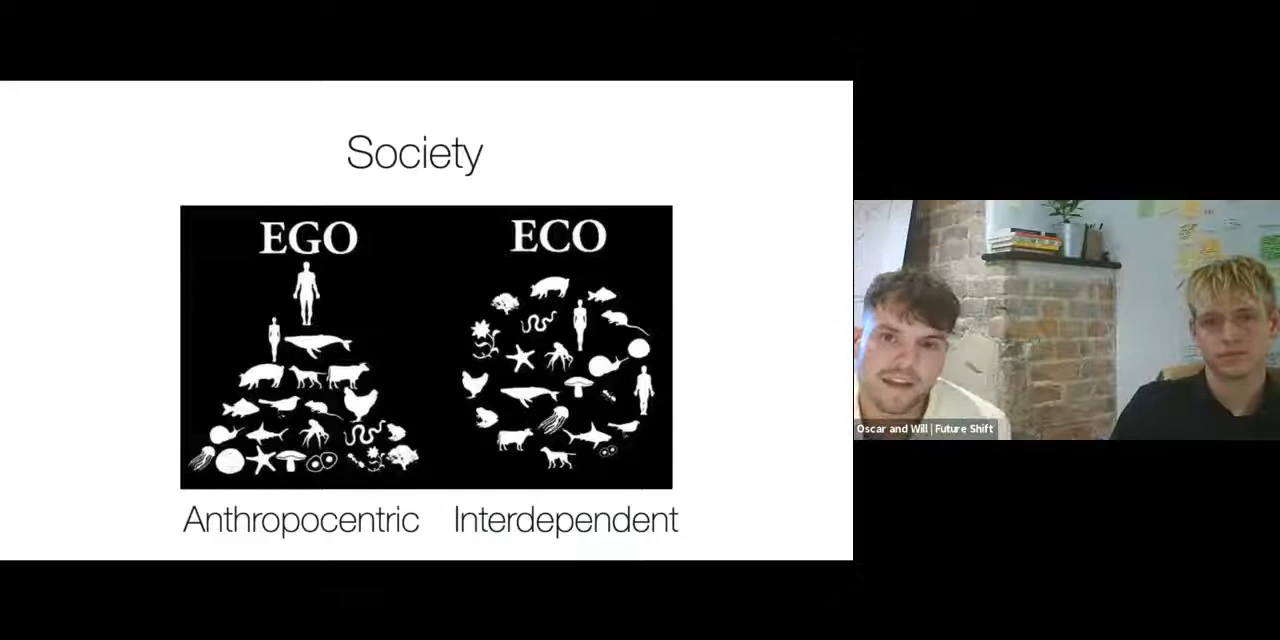 Society
EGO
ECO
Anthropocentric
Interdependent
Oscar and Will | Future Shift